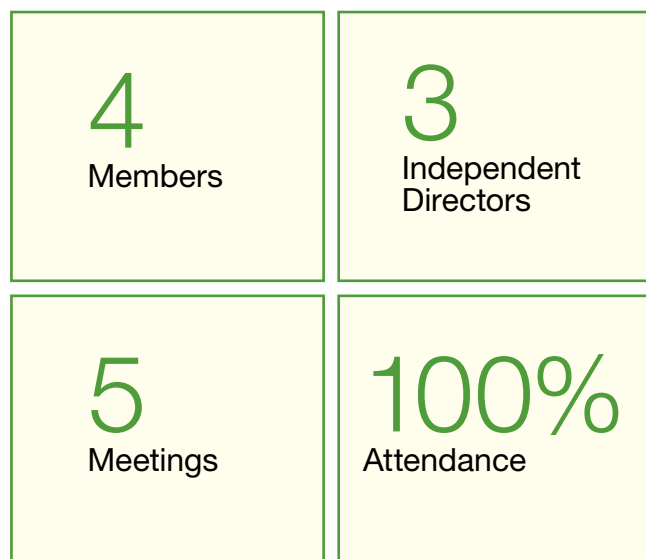 4
Members
3
Independent
Directors
5
Meetings
100%
Attendance